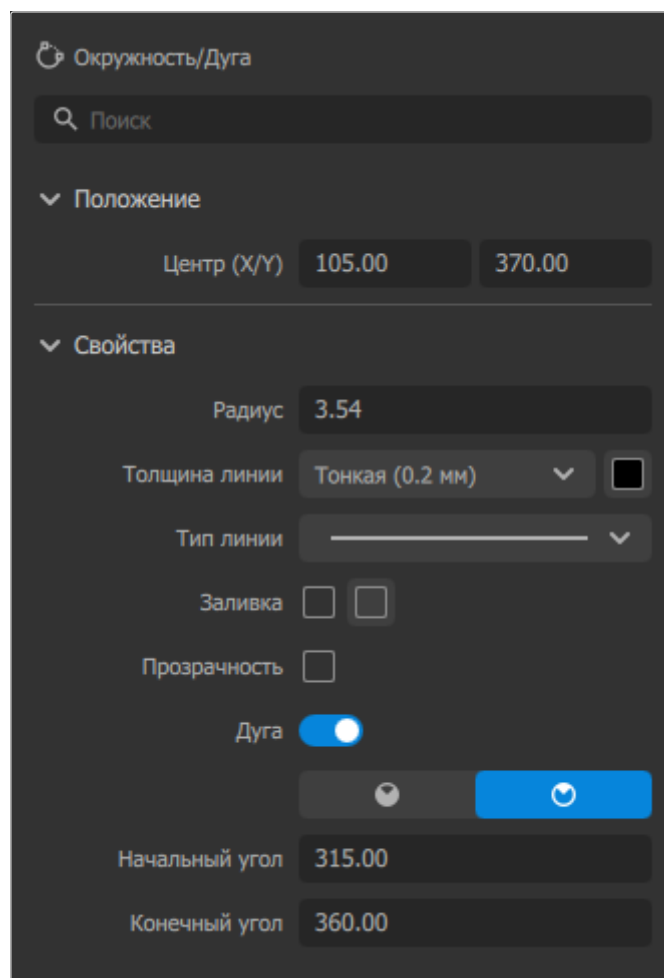 Окружность/Дуга
Поиск
Положение
Центр (X/Y) 105.00 370.00
Свойства
Радиус 3.54
Толщина линии Тонкая (0.2 мм)
Тип линии
Заливка
Прозрачность
Дуга
Начальный угол 315.00
Конечный угол 360.00